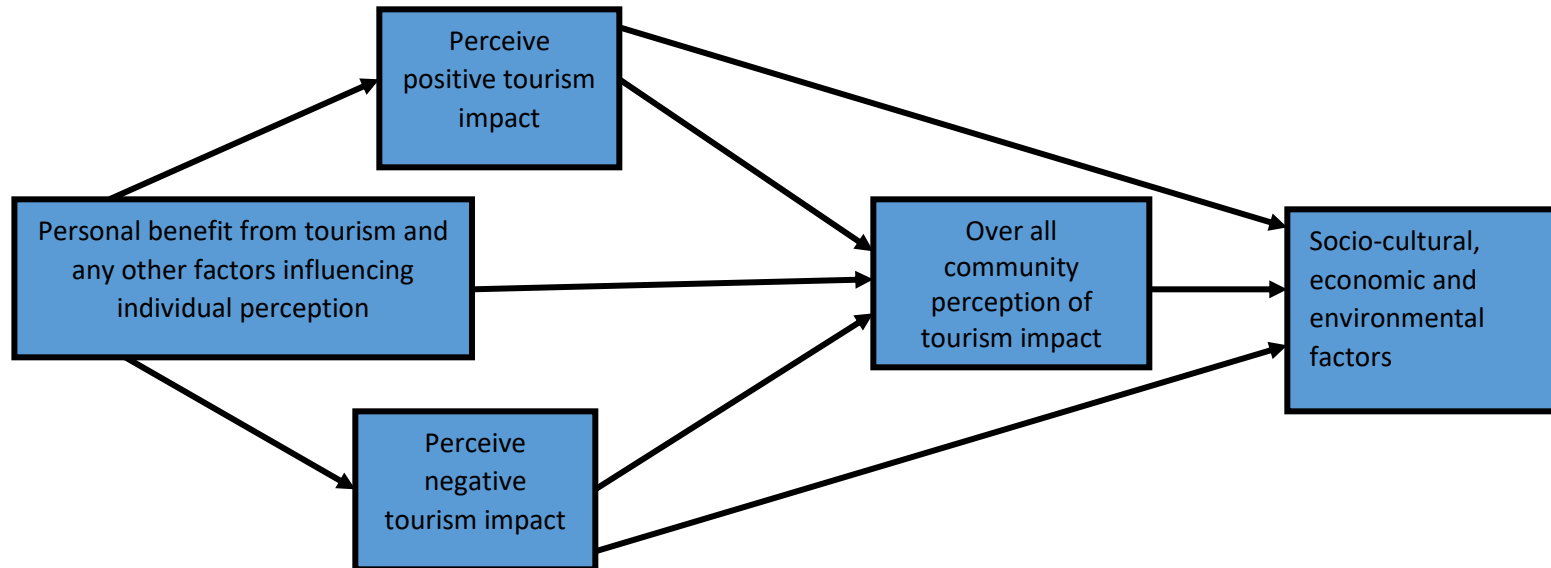 Perceive
positive tourism
impact
Personal benefit from tourism and
any other factors influencing
individual perception
Over all
community
perception of
tourism impact
Socio-cultural,
economic and
environmental
factors
Perceive
negative
tourism impact